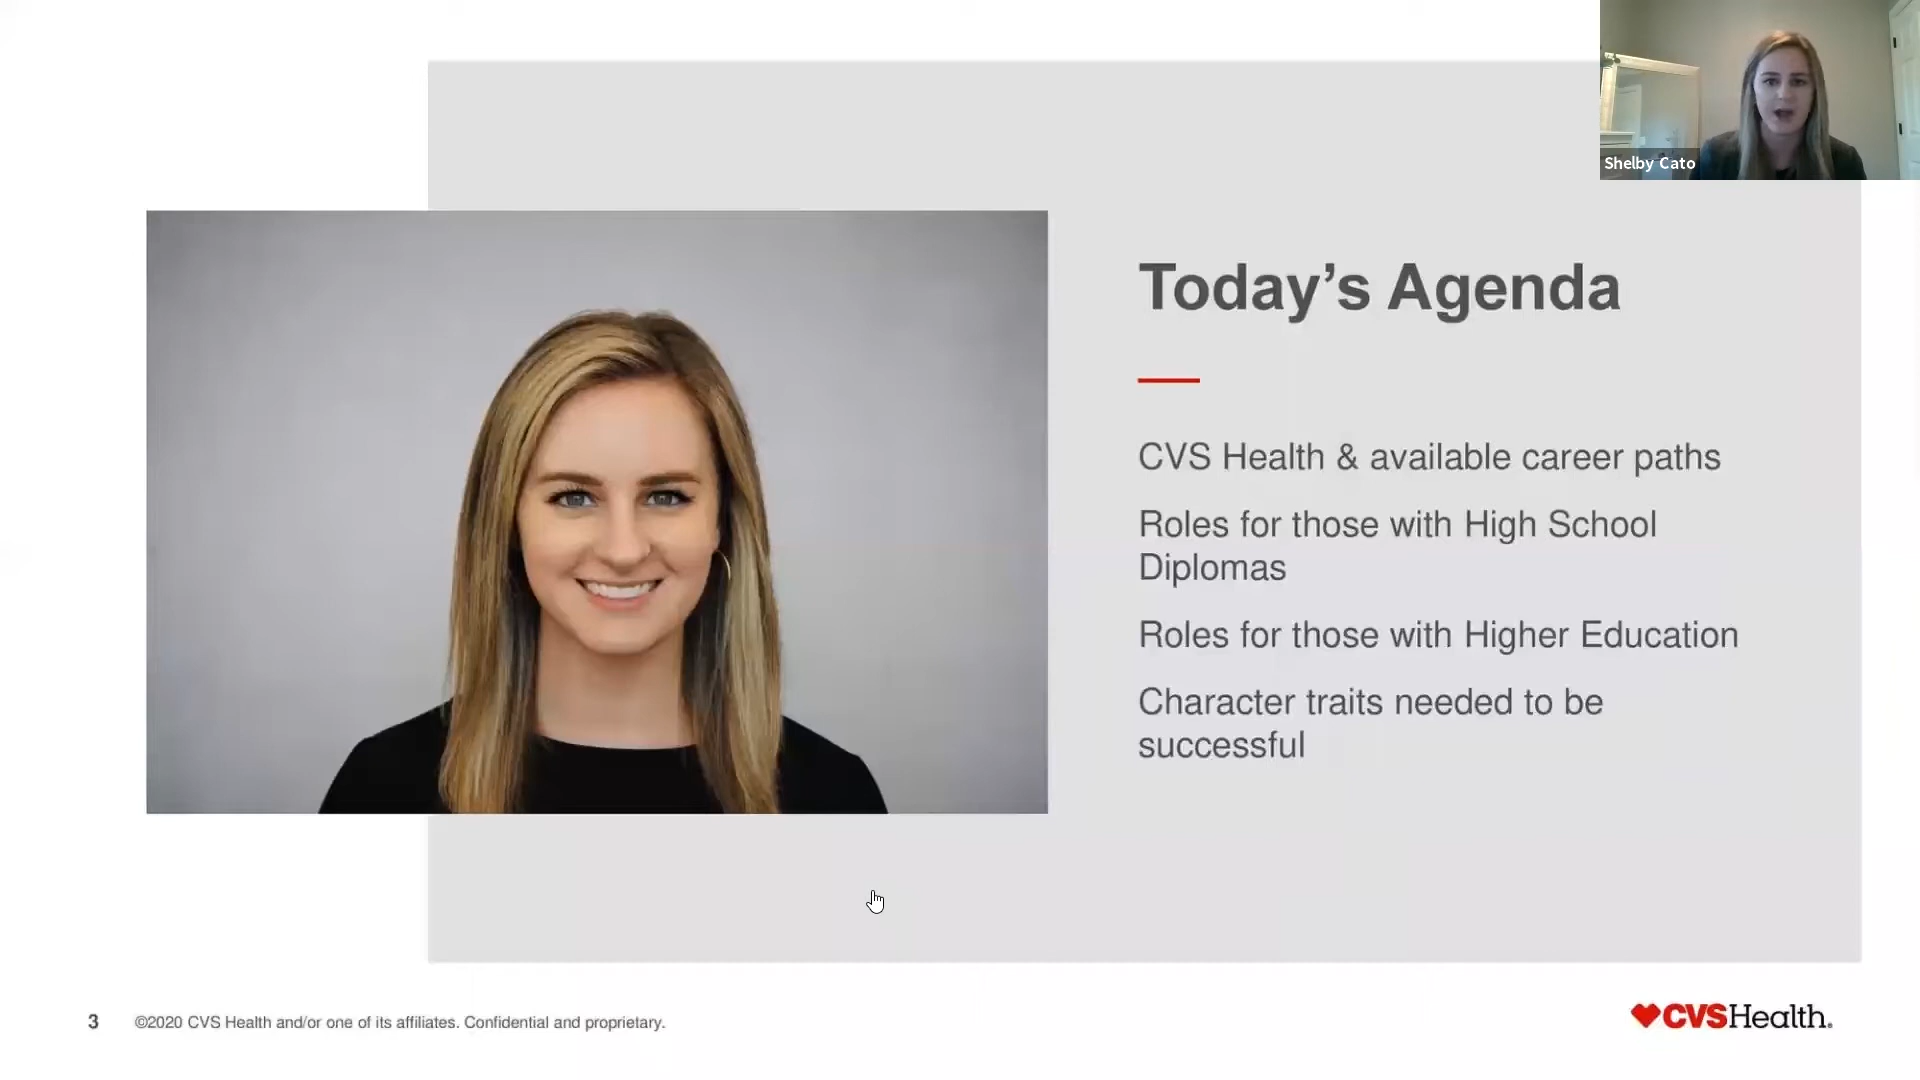 Shelby Cato
Today's Agenda
CVS Health & available career paths
Roles for those with High School
Diplomas
Roles for those with Higher Education
Character traits needed to be
successful
3 ©2020 CVS Health and/or one of its affiliates. Confidential and proprietary.
CVSHealth.